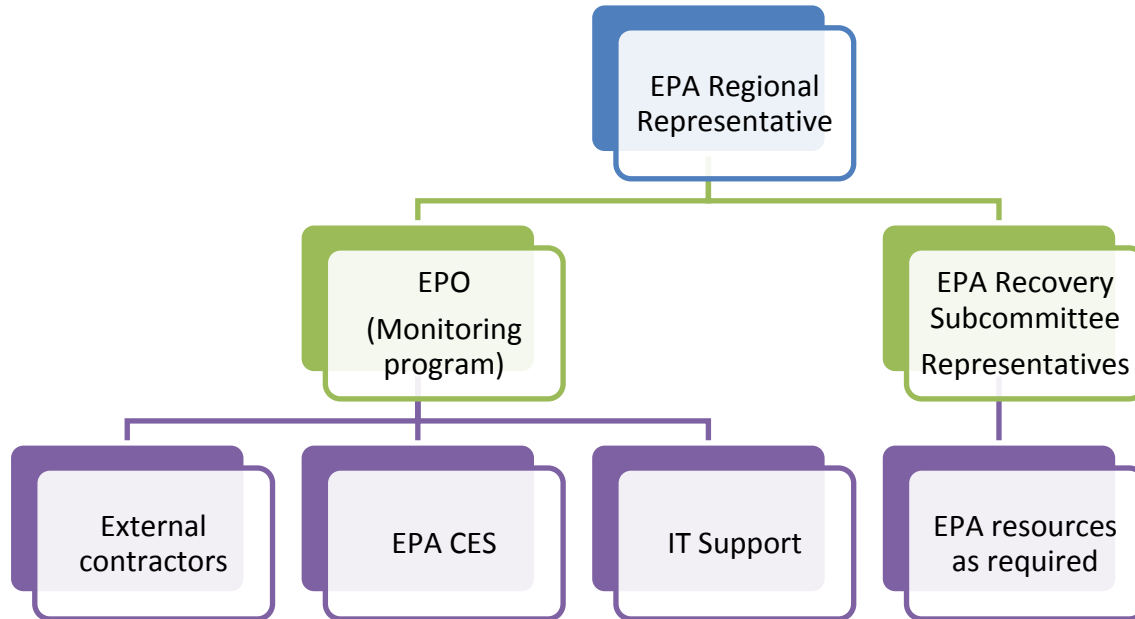 EPA Regional
Representative
EPO
(Monitoring
program)
EPA Recovery
Subcommittee
Representatives
External
contractors
EPA CES
IT Support
EPA resources
as required